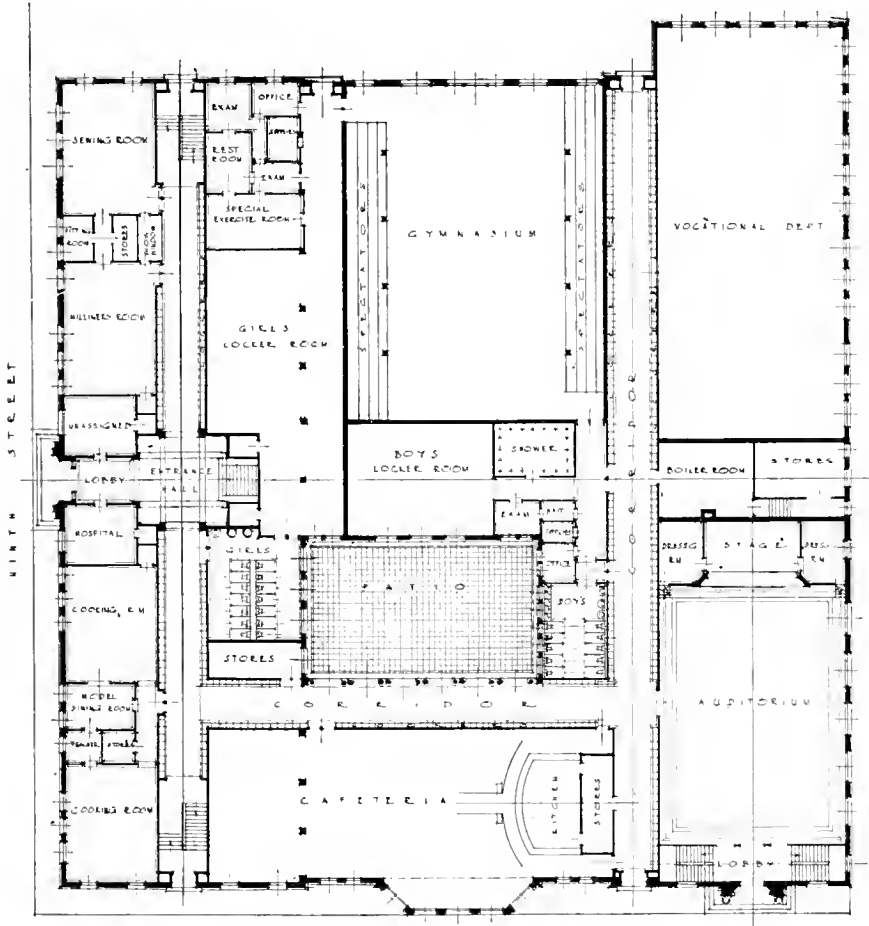 NINTH STREET
SEWING ROOM
STORES
MILLINERY ROOM
UNASSIGNED
LOBBY
ENTRANCE
HALL
HOSPITAL
COOKING RM
MODEL
DINING ROOM
STORES
COOKING ROOM
EXAM
OFFICE
REST
ROOM
EXAM
SPECIAL
EXERCISE ROOM
GIRLS
LOCKER ROOM
SPECTATORS
GYMNASIUM
SPECTATORS
BOYS
LOCKER ROOM
SHOWER
EXAM
OFFICE
GIRLS
PATIO
BOYS
STORES
CORRIDOR
CORRIDOR
CAFETERIA
KITCHEN
STORES
VOCATIONAL DEPT
BOILER ROOM
STORES
DRESSG
RM
STAGE
DRESSG
RM
AUDITORIUM
LOBBY